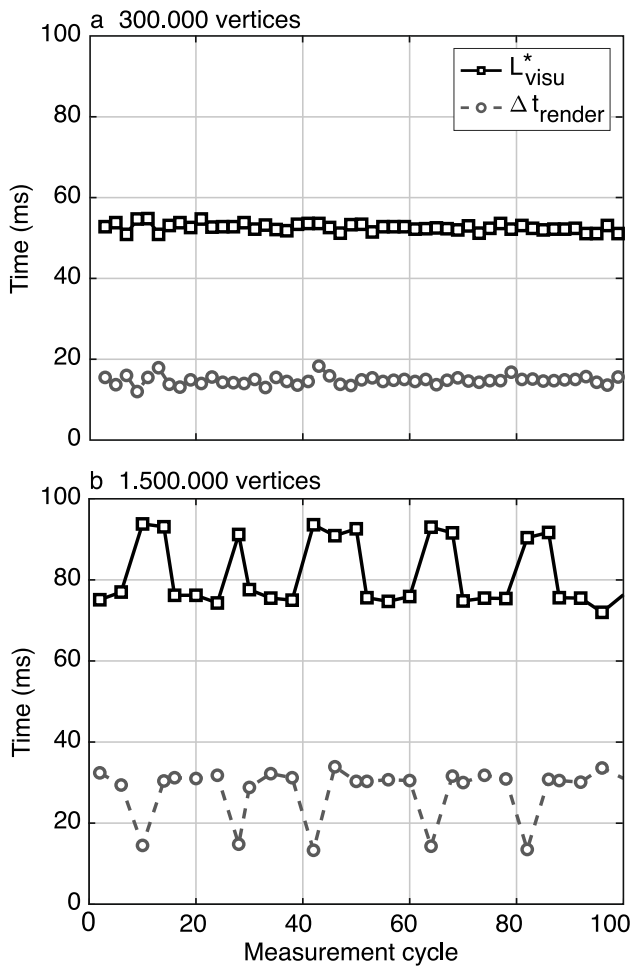 a 300.000 vertices
100
80
60
40
20
0
Time (ms)
L*visu
Δ trender
b 1.500.000 vertices
100
80
60
40
20
0
Time (ms)
0 20 40 60 80 100
Measurement cycle